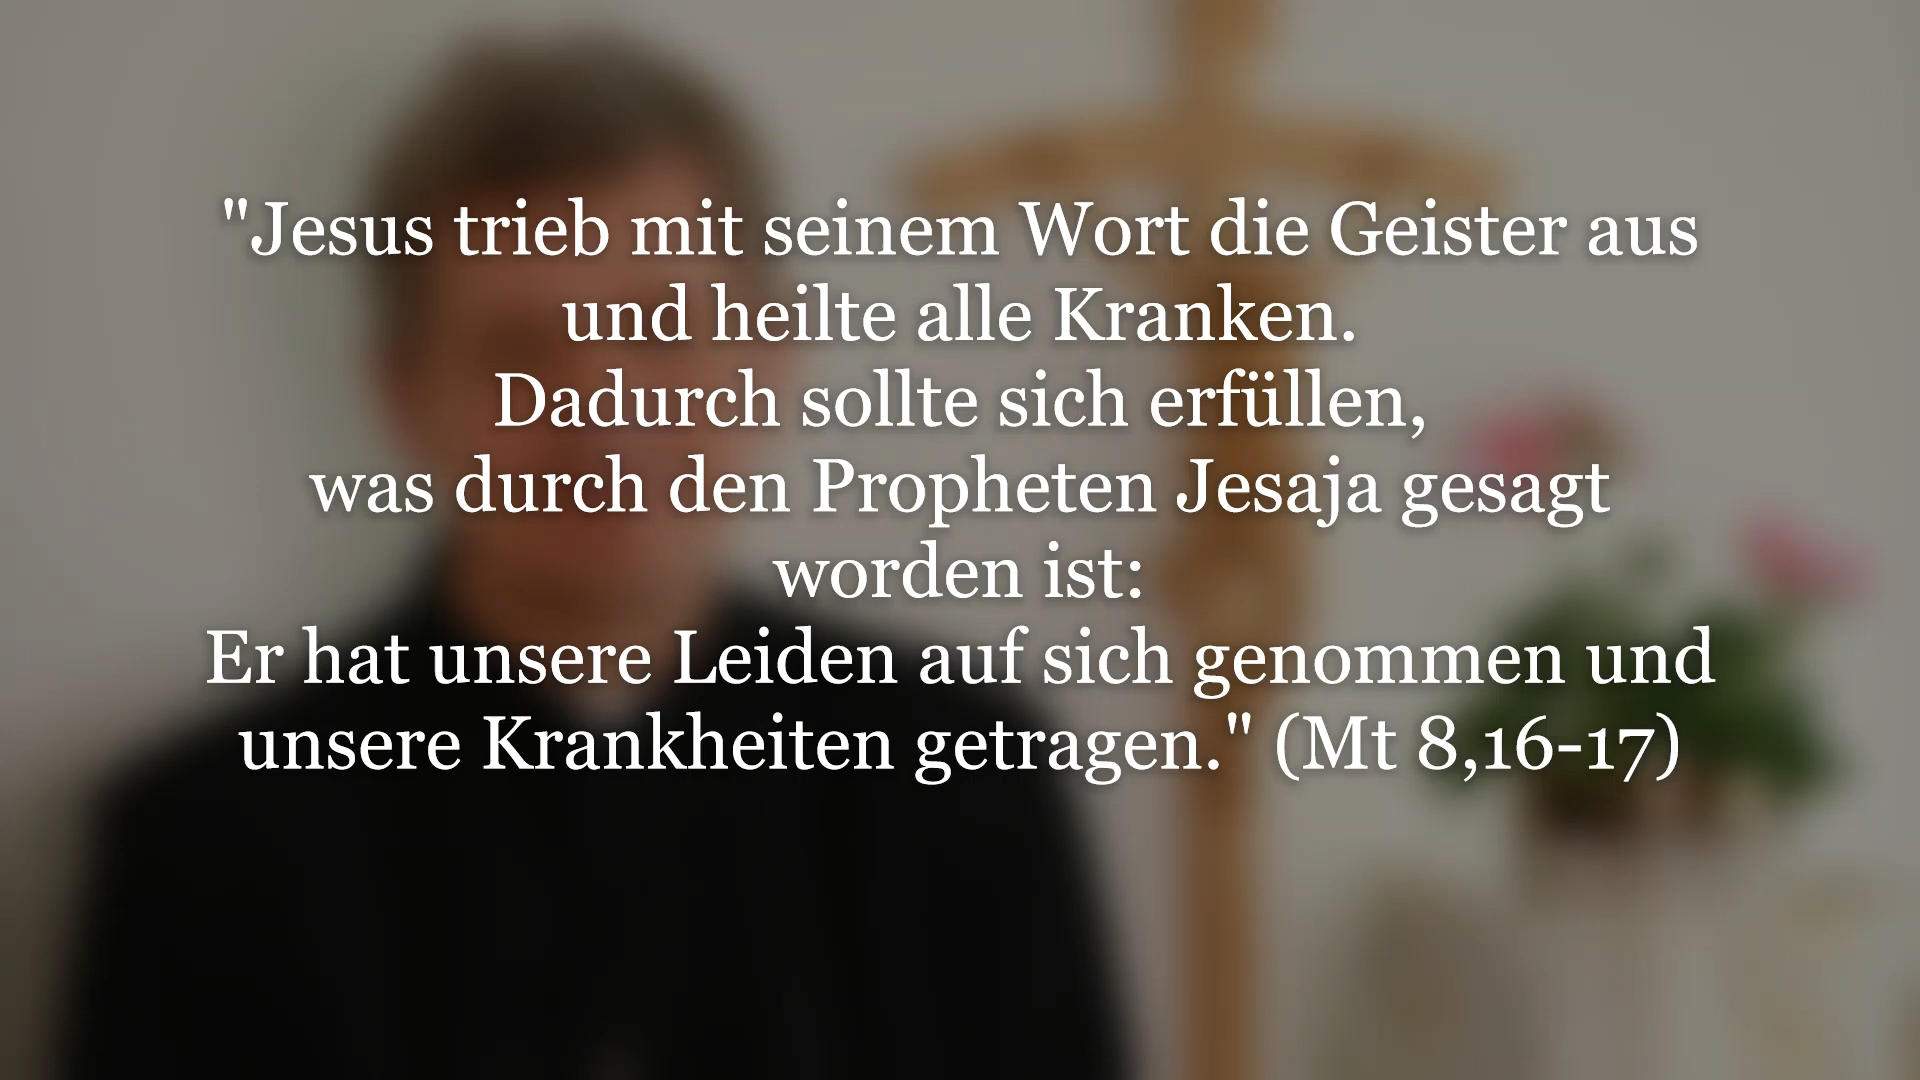 "Jesus trieb mit seinem Wort die Geister aus
und heilte alle Kranken.
Dadurch sollte sich erfüllen,
was durch den Propheten Jesaja gesagt
worden ist:
Er hat unsere Leiden auf sich genommen und
unsere Krankheiten getragen." (Mt 8,16-17)